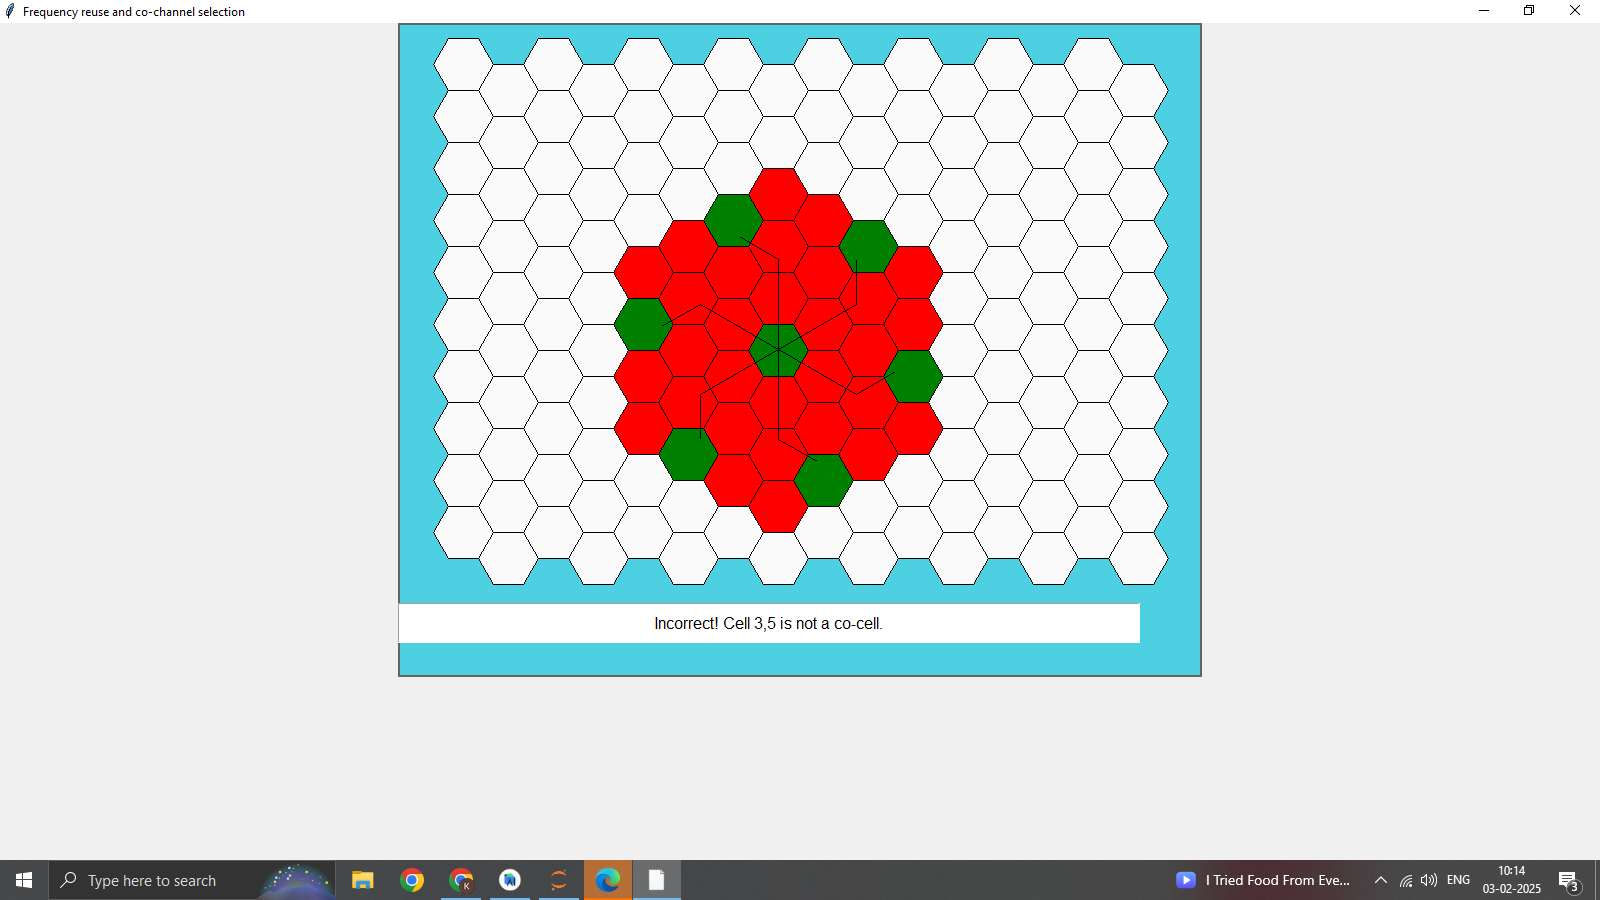 Frequency reuse and co-channel selection
Incorrect! Cell 3,5 is not a co-cell.
Type here to search
K
AI
I Tried Food From Eve...
ENG
10:14
03-02-2025
3